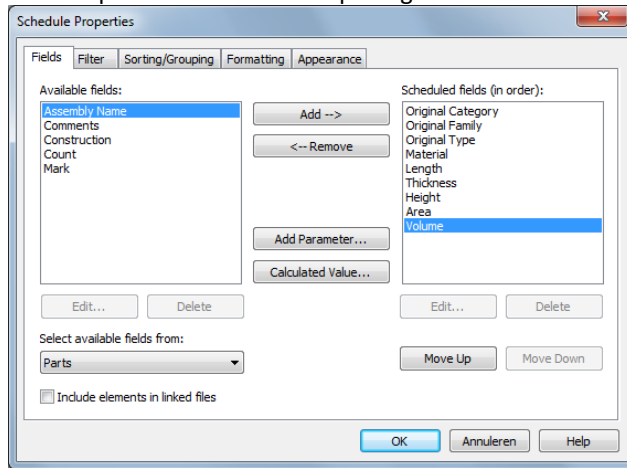 Schedule Properties
Fields Filter Sorting/Grouping Formatting Appearance
Available fields:
Assembly Name
Comments
Construction
Count
Mark
Add -->
<-- Remove
Add Parameter...
Calculated Value...
Scheduled fields (in order):
Original Category
Original Family
Original Type
Material
Length
Thickness
Height
Area
Volume
Edit... Delete
Edit... Delete
Select available fields from:
Parts
Move Up Move Down
Include elements in linked files
OK Annuleren Help